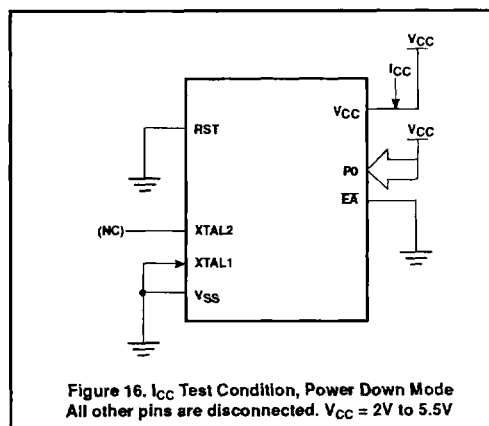 VCC
ICC
VCC
VCC
RST
P0
EA
(NC)
XTAL2
XTAL1
VSS
Figure 16. ICC Test Condition, Power Down Mode
All other pins are disconnected. VCC = 2V to 5.5V